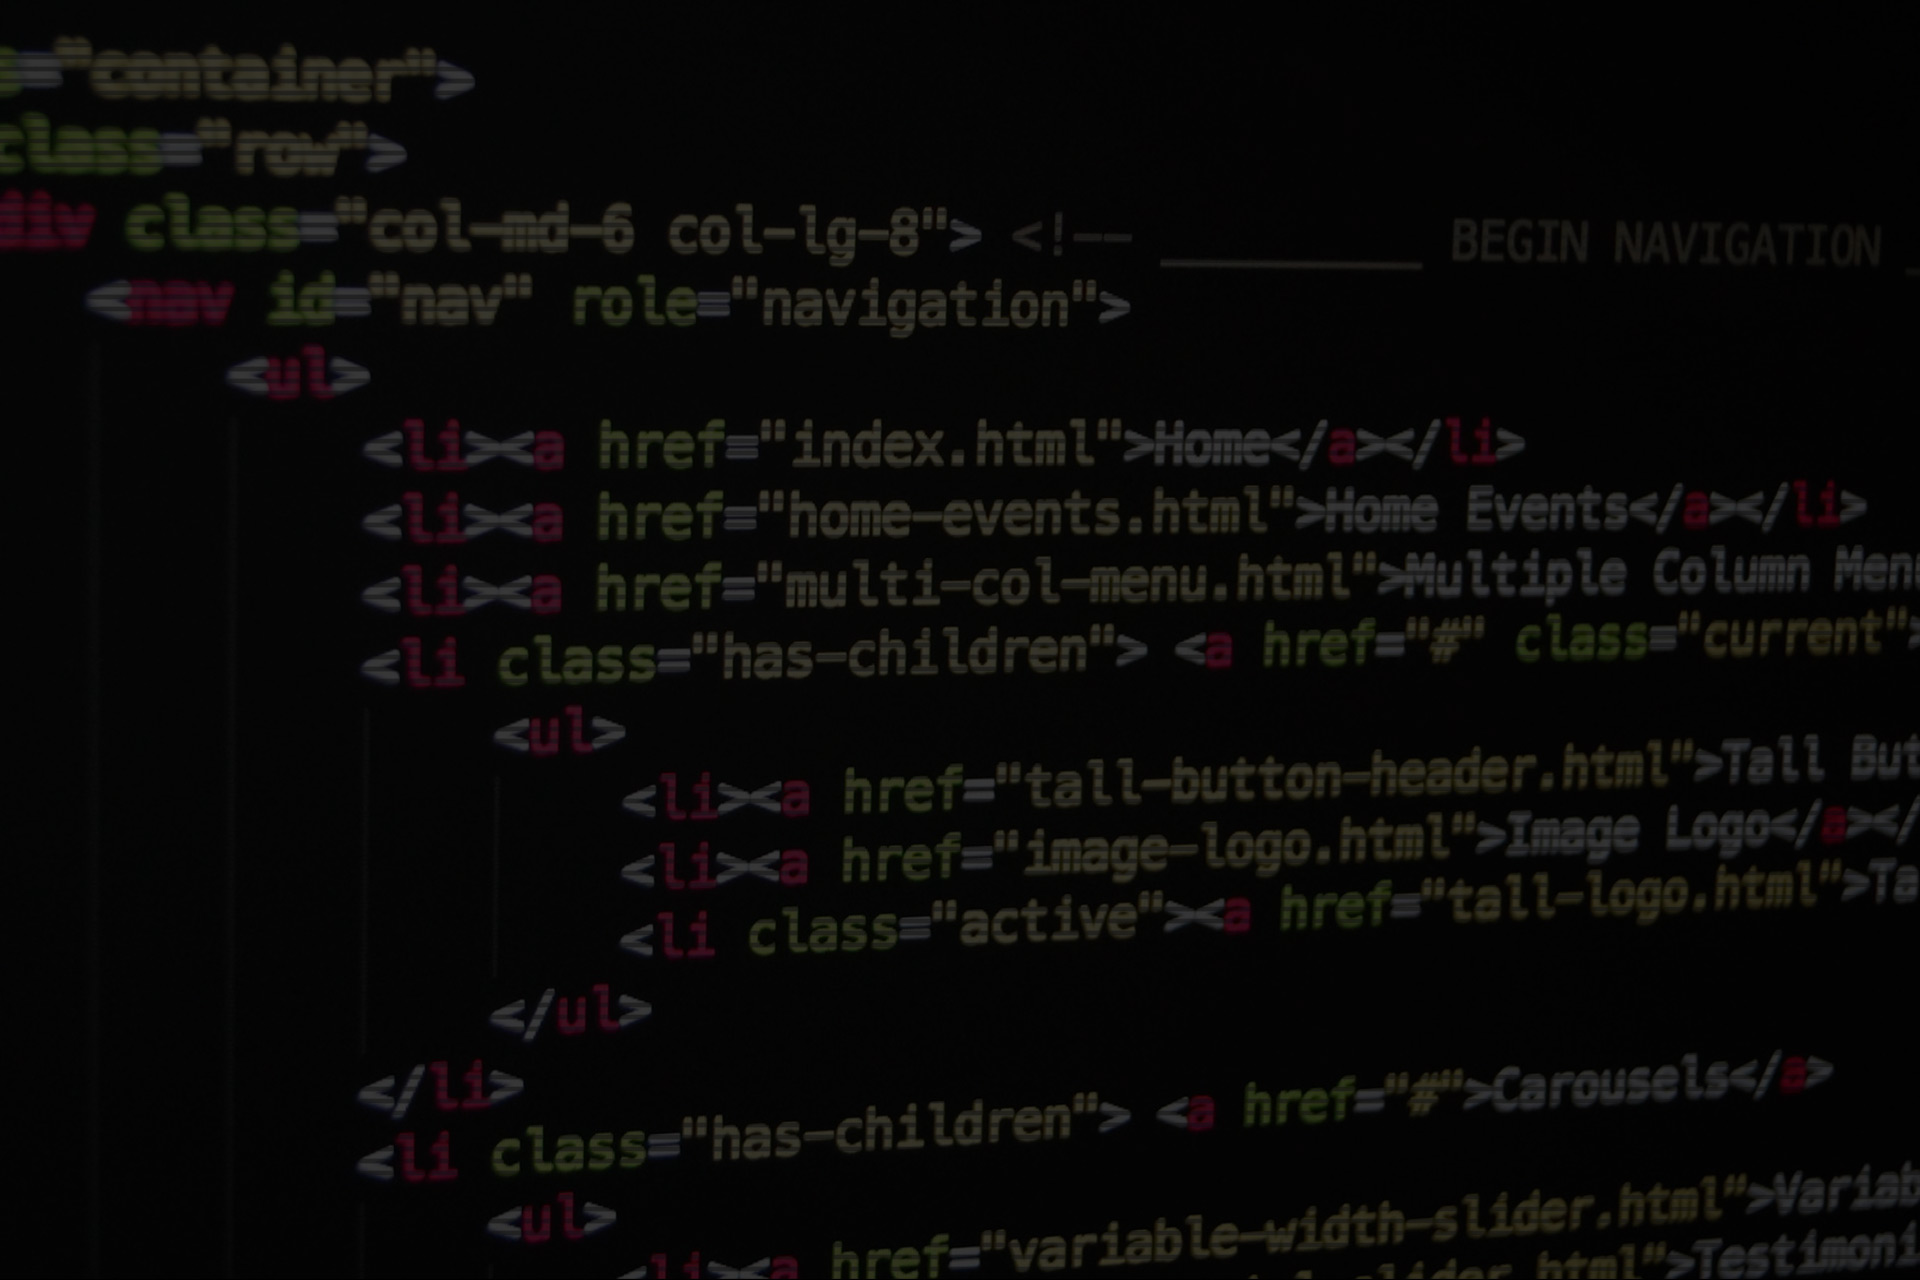 ="container">
class="row">
div class="col-md-6 col-lg-8"> <!-- ________ BEGIN NAVIGATION _
<nav id="nav" role="navigation">
<ul>
<li><a href="index.html">Home</a></li>
<li><a href="home-events.html">Home Events</a></li>
<li><a href="multi-col-menu.html">Multiple Column Men
<li class="has-children"> <a href="#" class="current">
<ul>
<li><a href="tall-button-header.html">Tall But
<li><a href="image-logo.html">Image Logo</a></
<li class="active"><a href="tall-logo.html">Ta
</ul>
</li>
<li class="has-children"> <a href="#">Carousels</a>
<ul>
<li><a href="variable-width-slider.html">Variab
slider.html">Testimoni